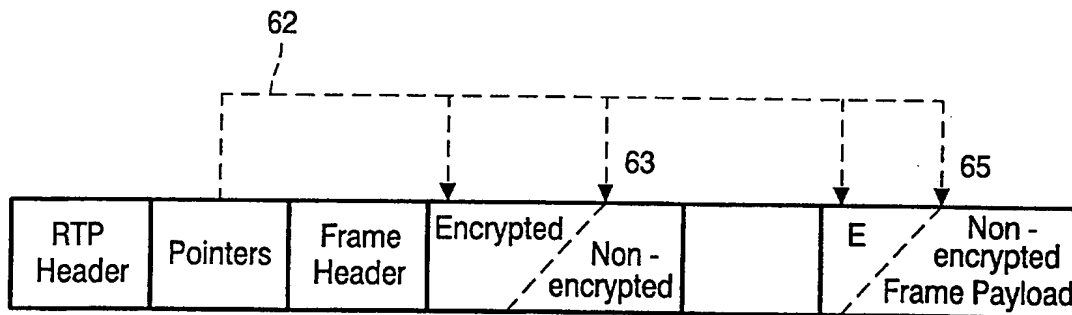 62
63
65
RTP
Header
Pointers
Frame
Header
Encrypted
Non -
encrypted
E
Non -
encrypted
Frame Payload